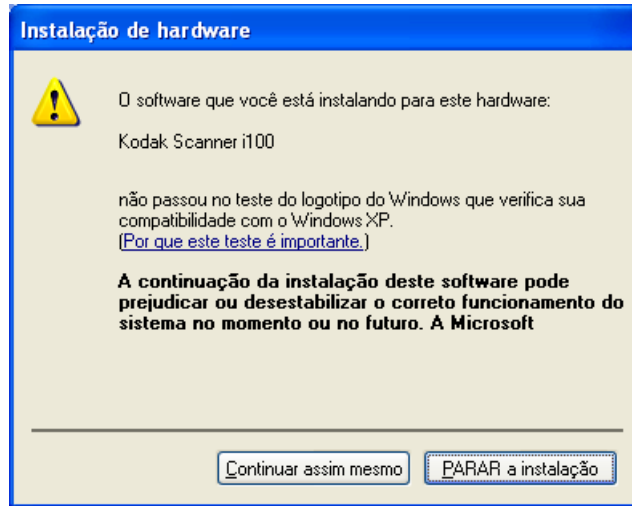 Instalação de hardware
O software que você está instalando para este hardware:
Kodak Scanner i100
não passou no teste do logotipo do Windows que verifica sua
compatibilidade com o Windows XP.
(Por que este teste é importante.)
A continuação da instalação deste software pode
prejudicar ou desestabilizar o correto funcionamento do
sistema no momento ou no futuro. A Microsoft
Continuar assim mesmo
PARAR a instalação